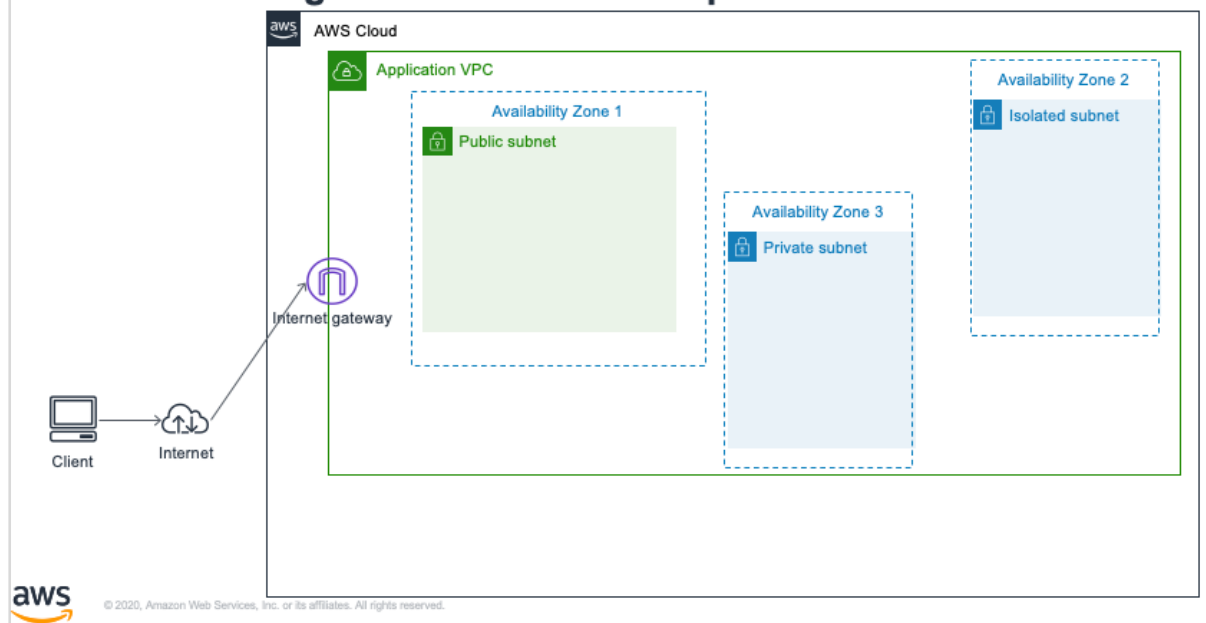 aws
AWS Cloud
Application VPC
Availability Zone 2
Isolated subnet
Availability Zone 1
Public subnet
Availability Zone 3
Private subnet
Internet gateway
Client
Internet
aws
© 2020, Amazon Web Services, Inc. or its affiliates. All rights reserved.